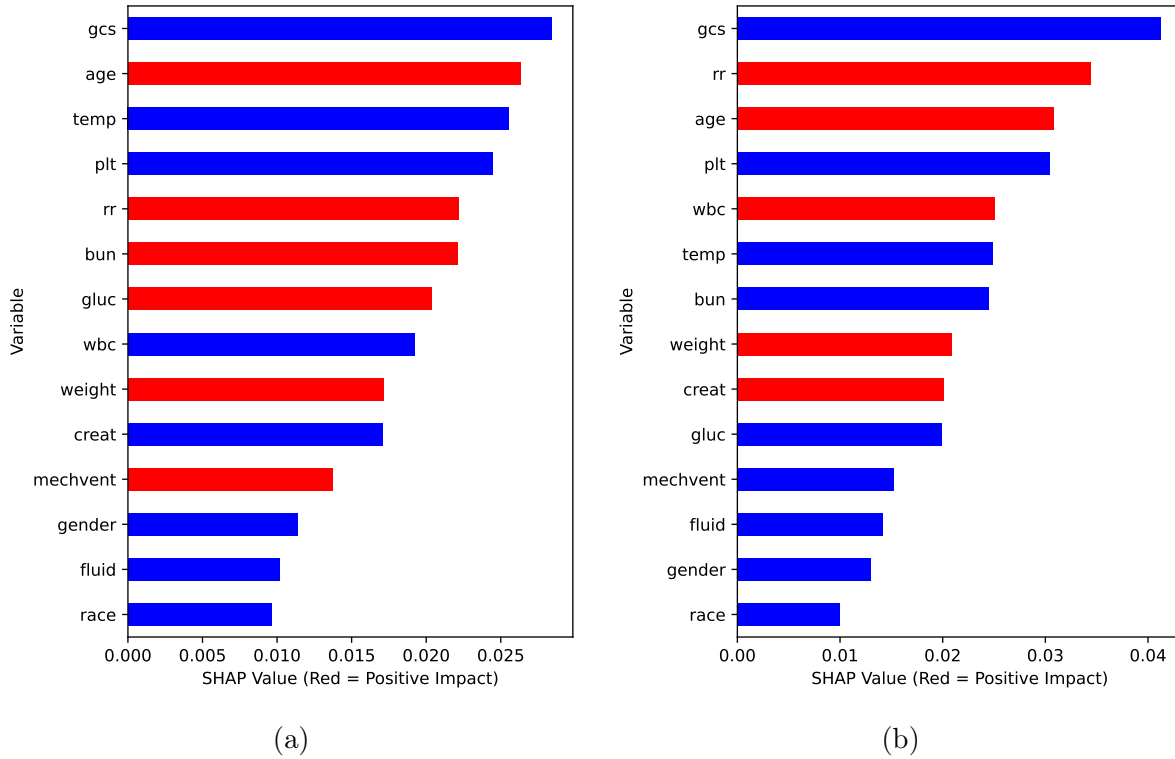 gcs
age
temp
plt
rr
bun
gluc
wbc
weight
creat
mechvent
gender
fluid
race
Variable
0.000 0.005 0.010 0.015 0.020 0.025
SHAP Value (Red = Positive Impact)
(a)
gcs
rr
age
plt
wbc
temp
bun
weight
creat
gluc
mechvent
fluid
gender
race
Variable
0.00 0.01 0.02 0.03 0.04
SHAP Value (Red = Positive Impact)
(b)